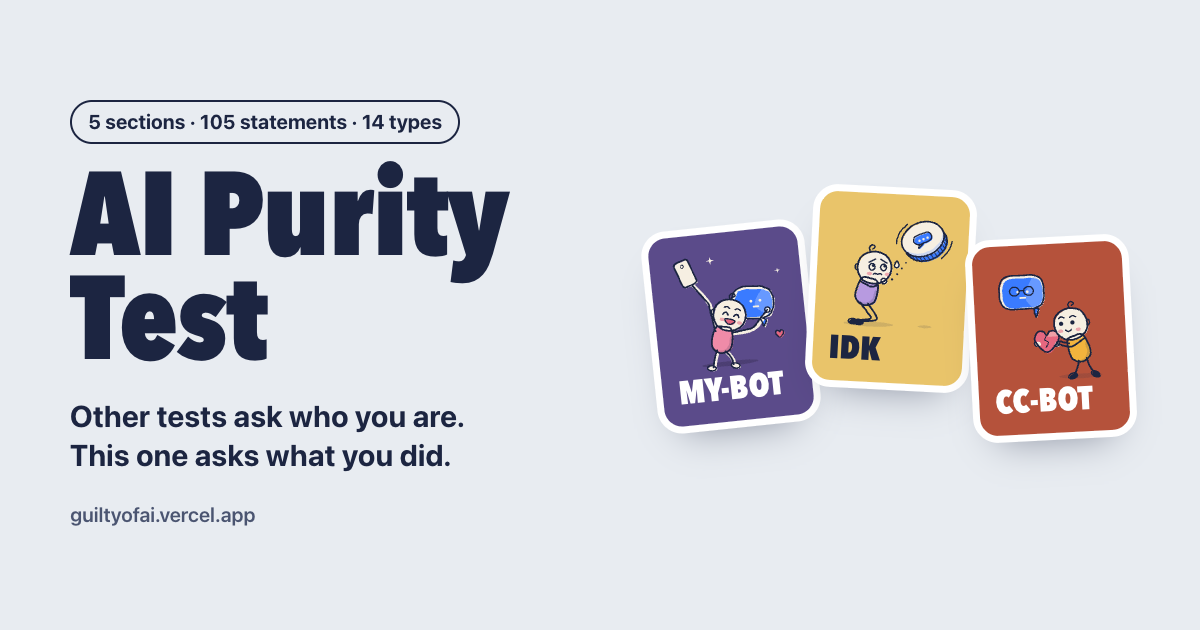 5 sections · 105 statements · 14 types
AI Purity
Test
Other tests ask who you are.
This one asks what you did.
guiltyofai.vercel.app
MY-BOT
IDK
CC-BOT